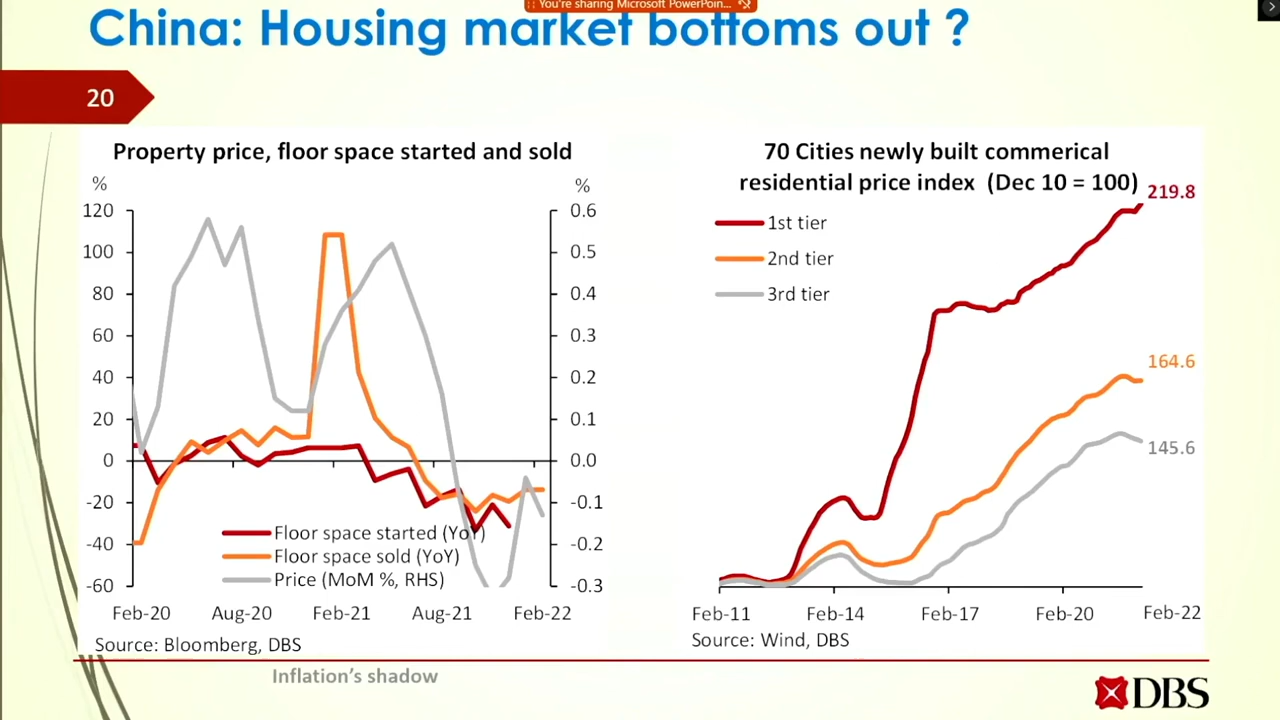 You're sharing Microsoft PowerPoin...
China: Housing market bottoms out ?
20
Property price, floor space started and sold
%
%
120
100
80
60
40
20
0
-20
-40
-60
0.6
0.5
0.4
0.3
0.2
0.1
0.0
-0.1
-0.2
-0.3
Floor space started (YoY)
Floor space sold (YoY)
Price (MoM %, RHS)
Feb-20 Aug-20 Feb-21 Aug-21 Feb-22
Source: Bloomberg, DBS
70 Cities newly built commerical
residential price index (Dec 10 = 100)
219.8
1st tier
2nd tier
3rd tier
164.6
145.6
Feb-11 Feb-14 Feb-17 Feb-20 Feb-22
Source: Wind, DBS
Inflation's shadow
DBS